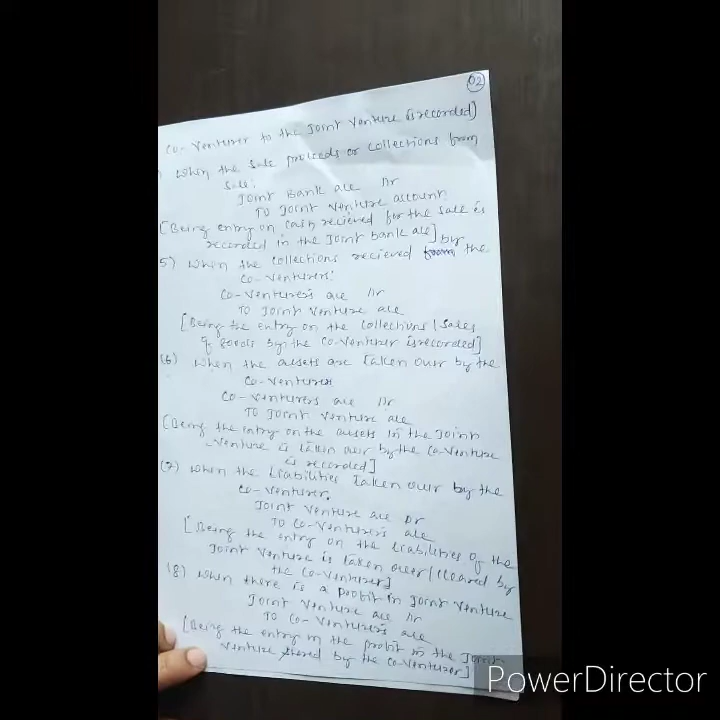 02
Co-Venturer to the Joint Venture is recorded]
) When the Sale proceeds or collections from
Sale:
Joint Bank a/c Dr
To Joint Venture account
[Being entry on cash recieved for the sale is
recorded in the Joint bank a/c]
5) When the collections recieved by the
Co-Venturers:
Co-Venturers a/c Dr
To Joint Venture a/c
[Being the entry on the collections/Sales
of goods by the Co-Venturer is recorded]
(6) When the assets are Taken over by the
Co-Venturers
Co-Venturers a/c Dr
To Joint Venture a/c
[Being the entry on the assets in the Joint
-Venture is taken over by the Co-Venture
is recorded]
(7) When the Liabilities Taken over by the
Co-Venturer.
Joint Venture a/c Dr
To Co-Venturers a/c
[Being the entry on the Liabilities of the
Joint Venture is taken over/cleared by
the Co-Venturer]
(8) When there is a profit in Joint Venture
Joint Venture a/c Dr
To Co-Venturers a/c
[Being the entry on the profit in the Joint
Venture shared by the Co-Venturer]
PowerDirector